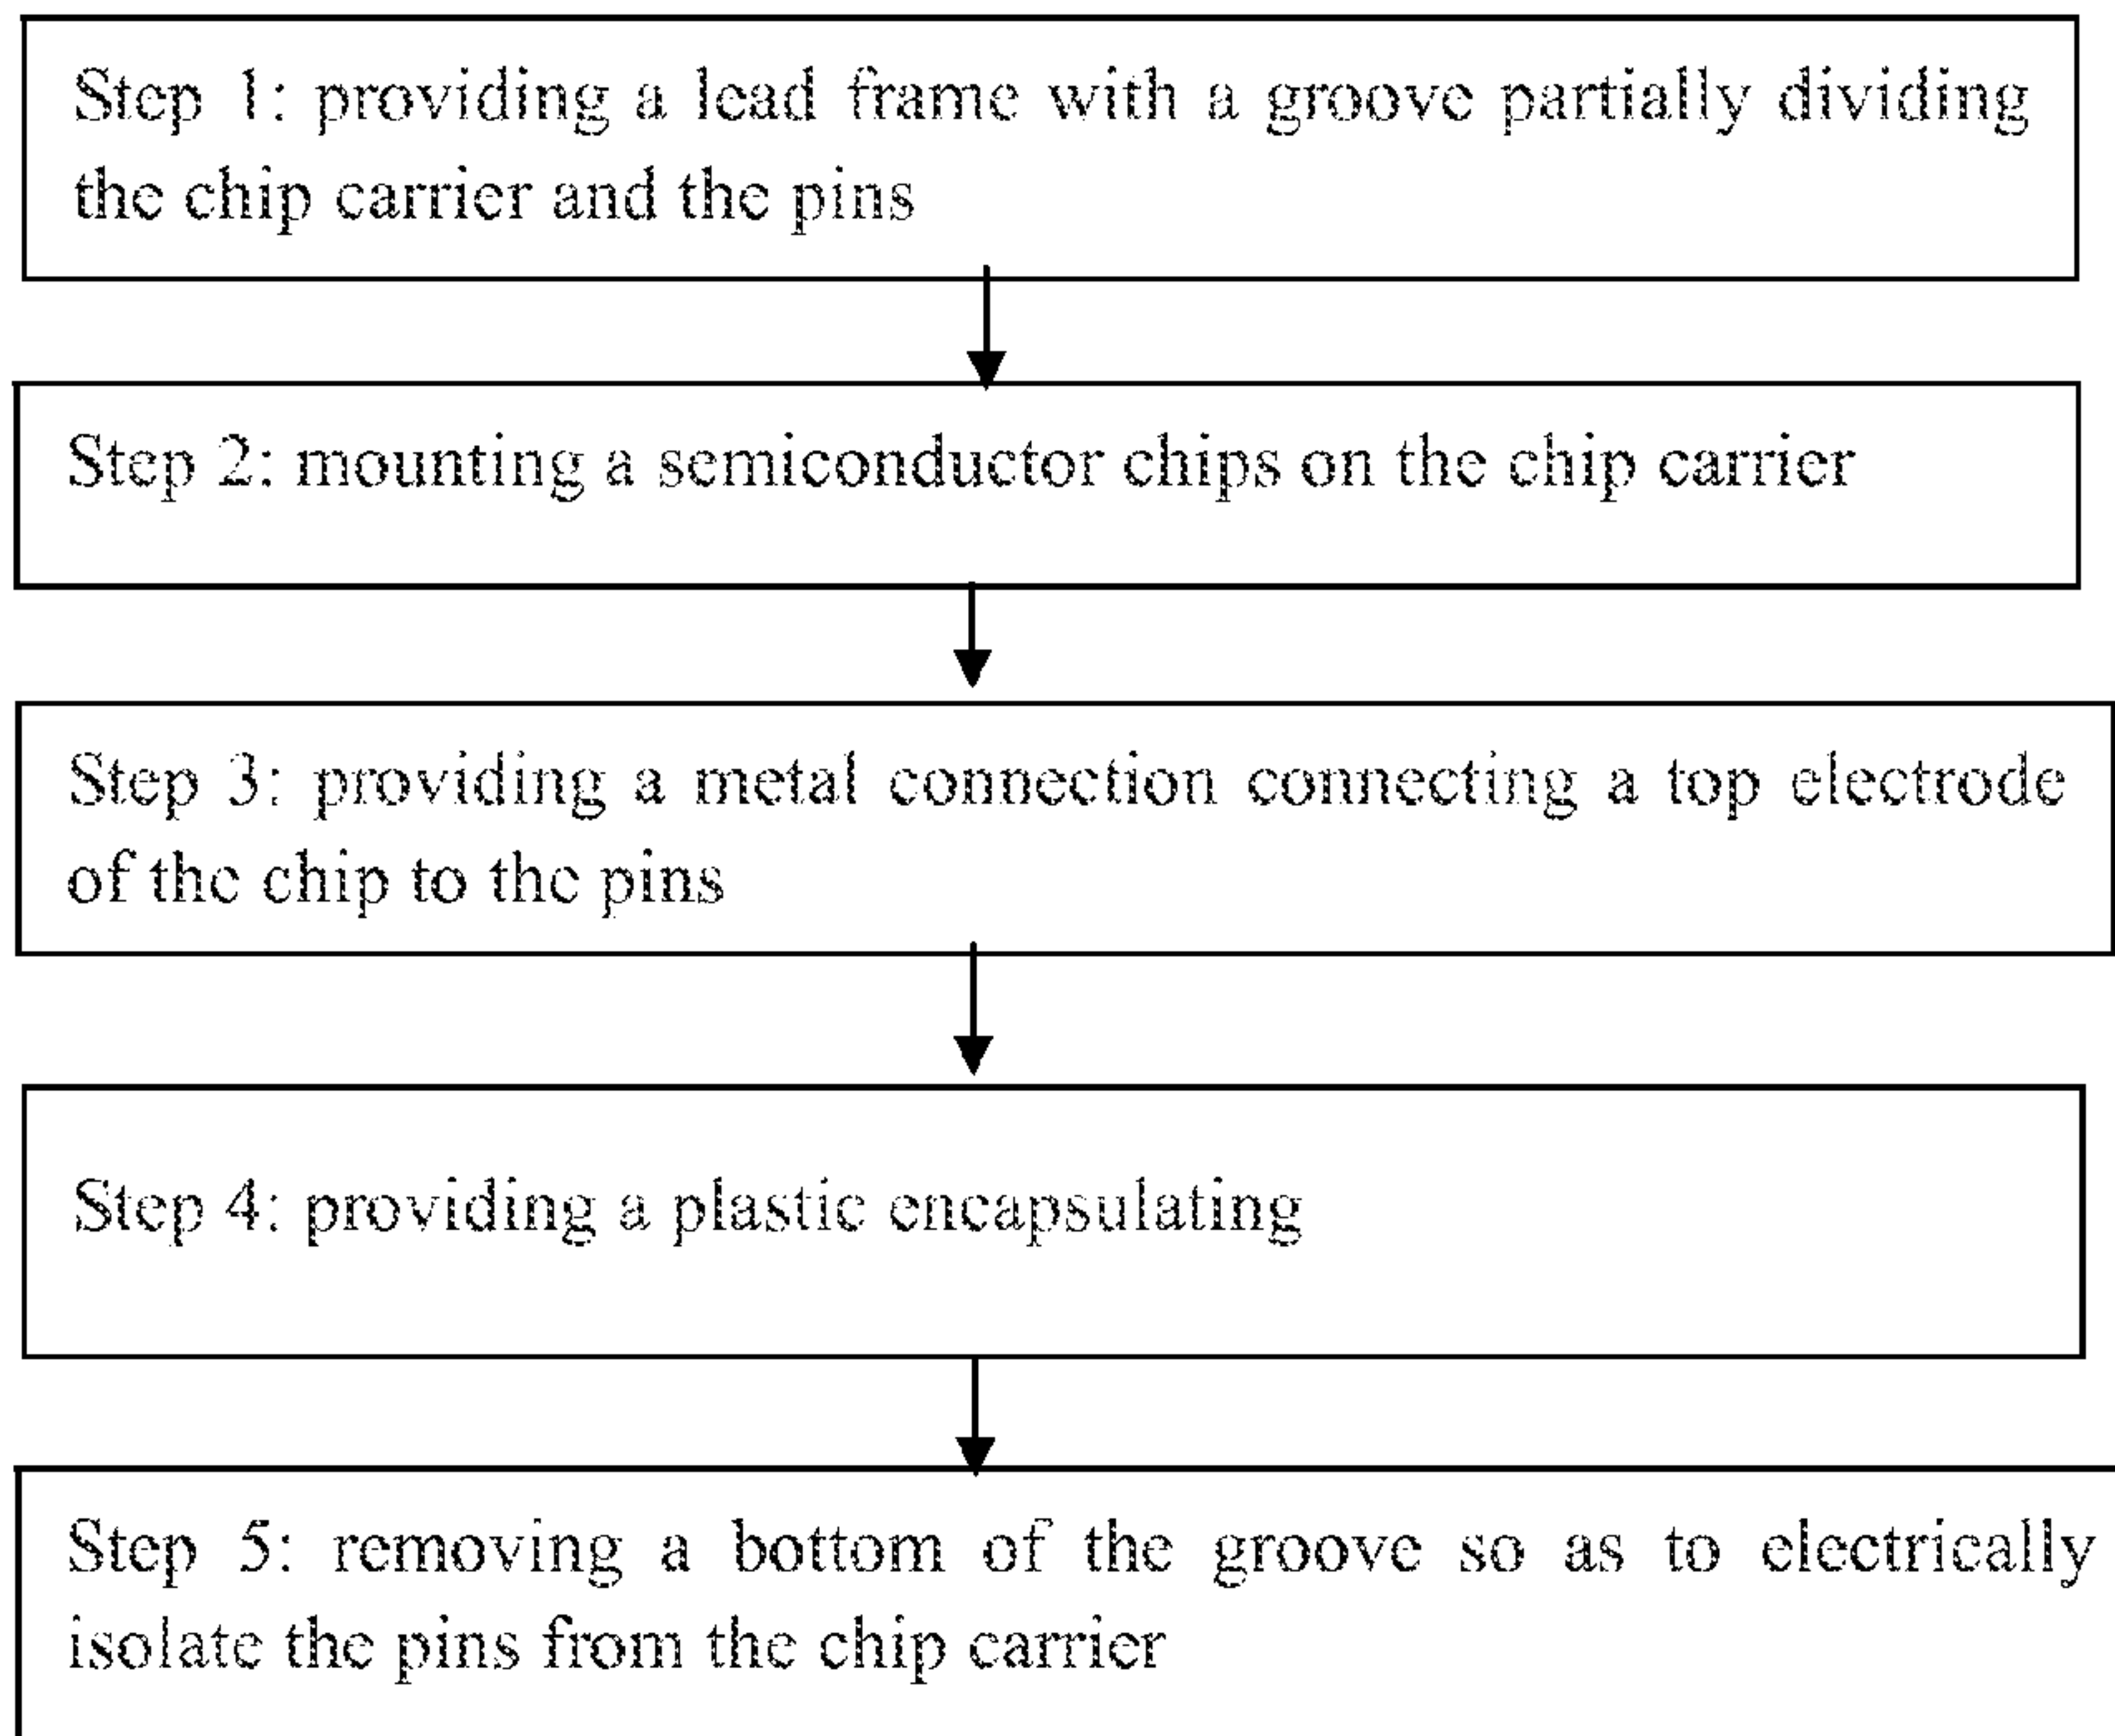 Step 1: providing a lead frame with a groove partially dividing
the chip carrier and the pins
Step 2: mounting a semiconductor chips on the chip carrier
Step 3: providing a metal connection connecting a top electrode
of the chip to the pins
Step 4: providing a plastic encapsulating
Step 5: removing a bottom of the groove so as to electrically
isolate the pins from the chip carrier